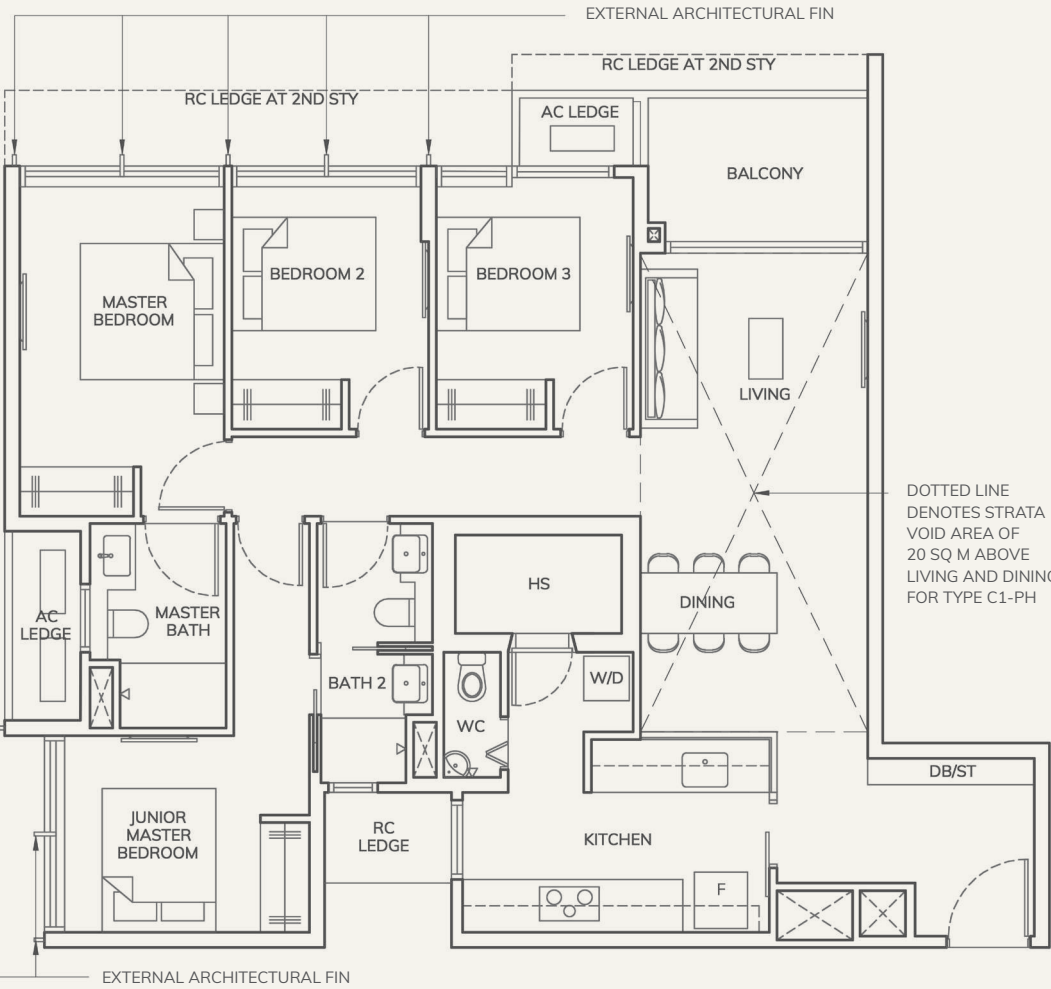 EXTERNAL ARCHITECTURAL FIN
RC LEDGE AT 2ND STY
RC LEDGE AT 2ND STY
AC LEDGE
BALCONY
MASTER
BEDROOM
BEDROOM 2
BEDROOM 3
LIVING
DOTTED LINE
DENOTES STRATA
VOID AREA OF
20 SQ M ABOVE
LIVING AND DINING
FOR TYPE C1-PH
AC
LEDGE
MASTER
BATH
HS
DINING
BATH 2
W/D
WC
DB/ST
JUNIOR
MASTER
BEDROOM
RC
LEDGE
KITCHEN
F
EXTERNAL ARCHITECTURAL FIN